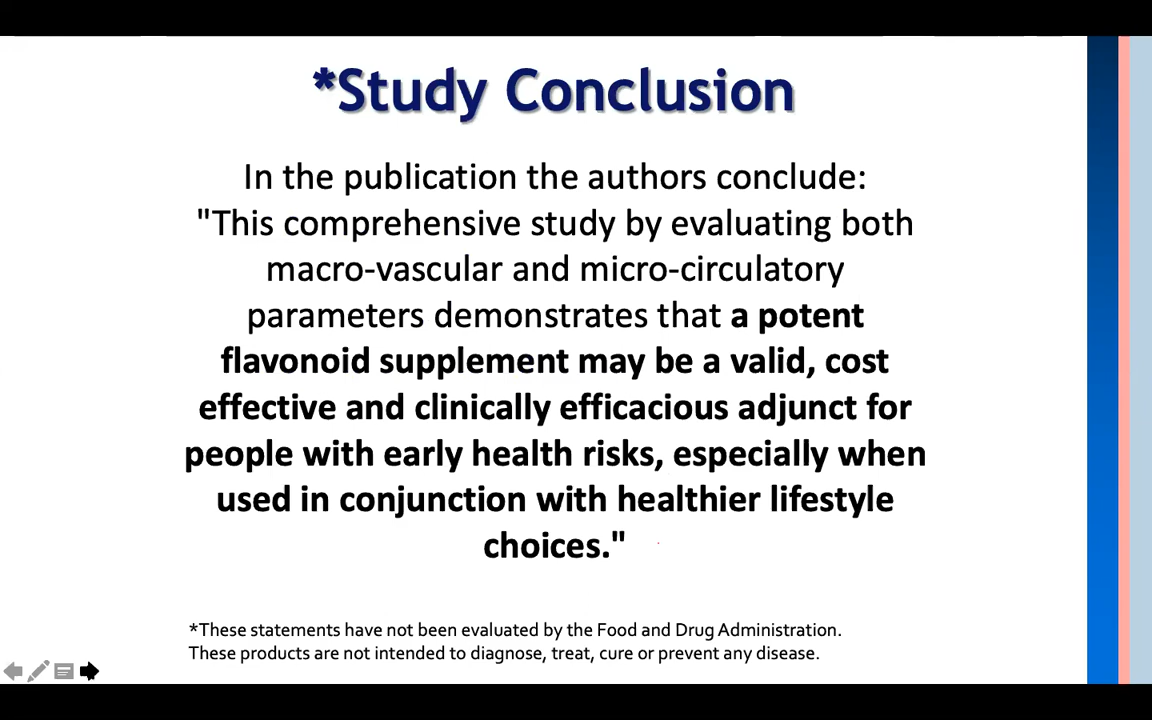 *Study Conclusion
In the publication the authors conclude:
"This comprehensive study by evaluating both
macro-vascular and micro-circulatory
parameters demonstrates that a potent
flavonoid supplement may be a valid, cost
effective and clinically efficacious adjunct for
people with early health risks, especially when
used in conjunction with healthier lifestyle
choices."
*These statements have not been evaluated by the Food and Drug Administration.
These products are not intended to diagnose, treat, cure or prevent any disease.